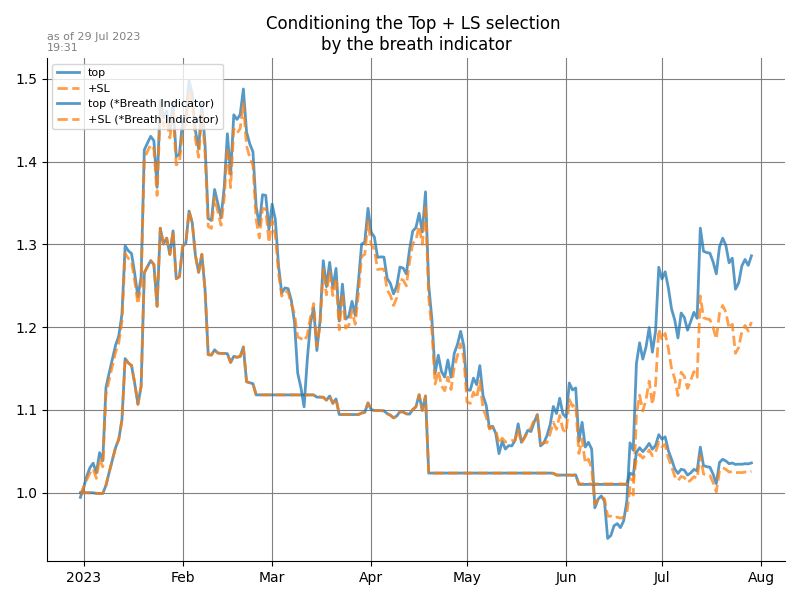 Conditioning the Top + LS selection
by the breath indicator
as of 29 Jul 2023
19:31
top
+SL
top (*Breath Indicator)
+SL (*Breath Indicator)
1.5
1.4
1.3
1.2
1.1
1.0
2023 Feb Mar Apr May Jun Jul Aug